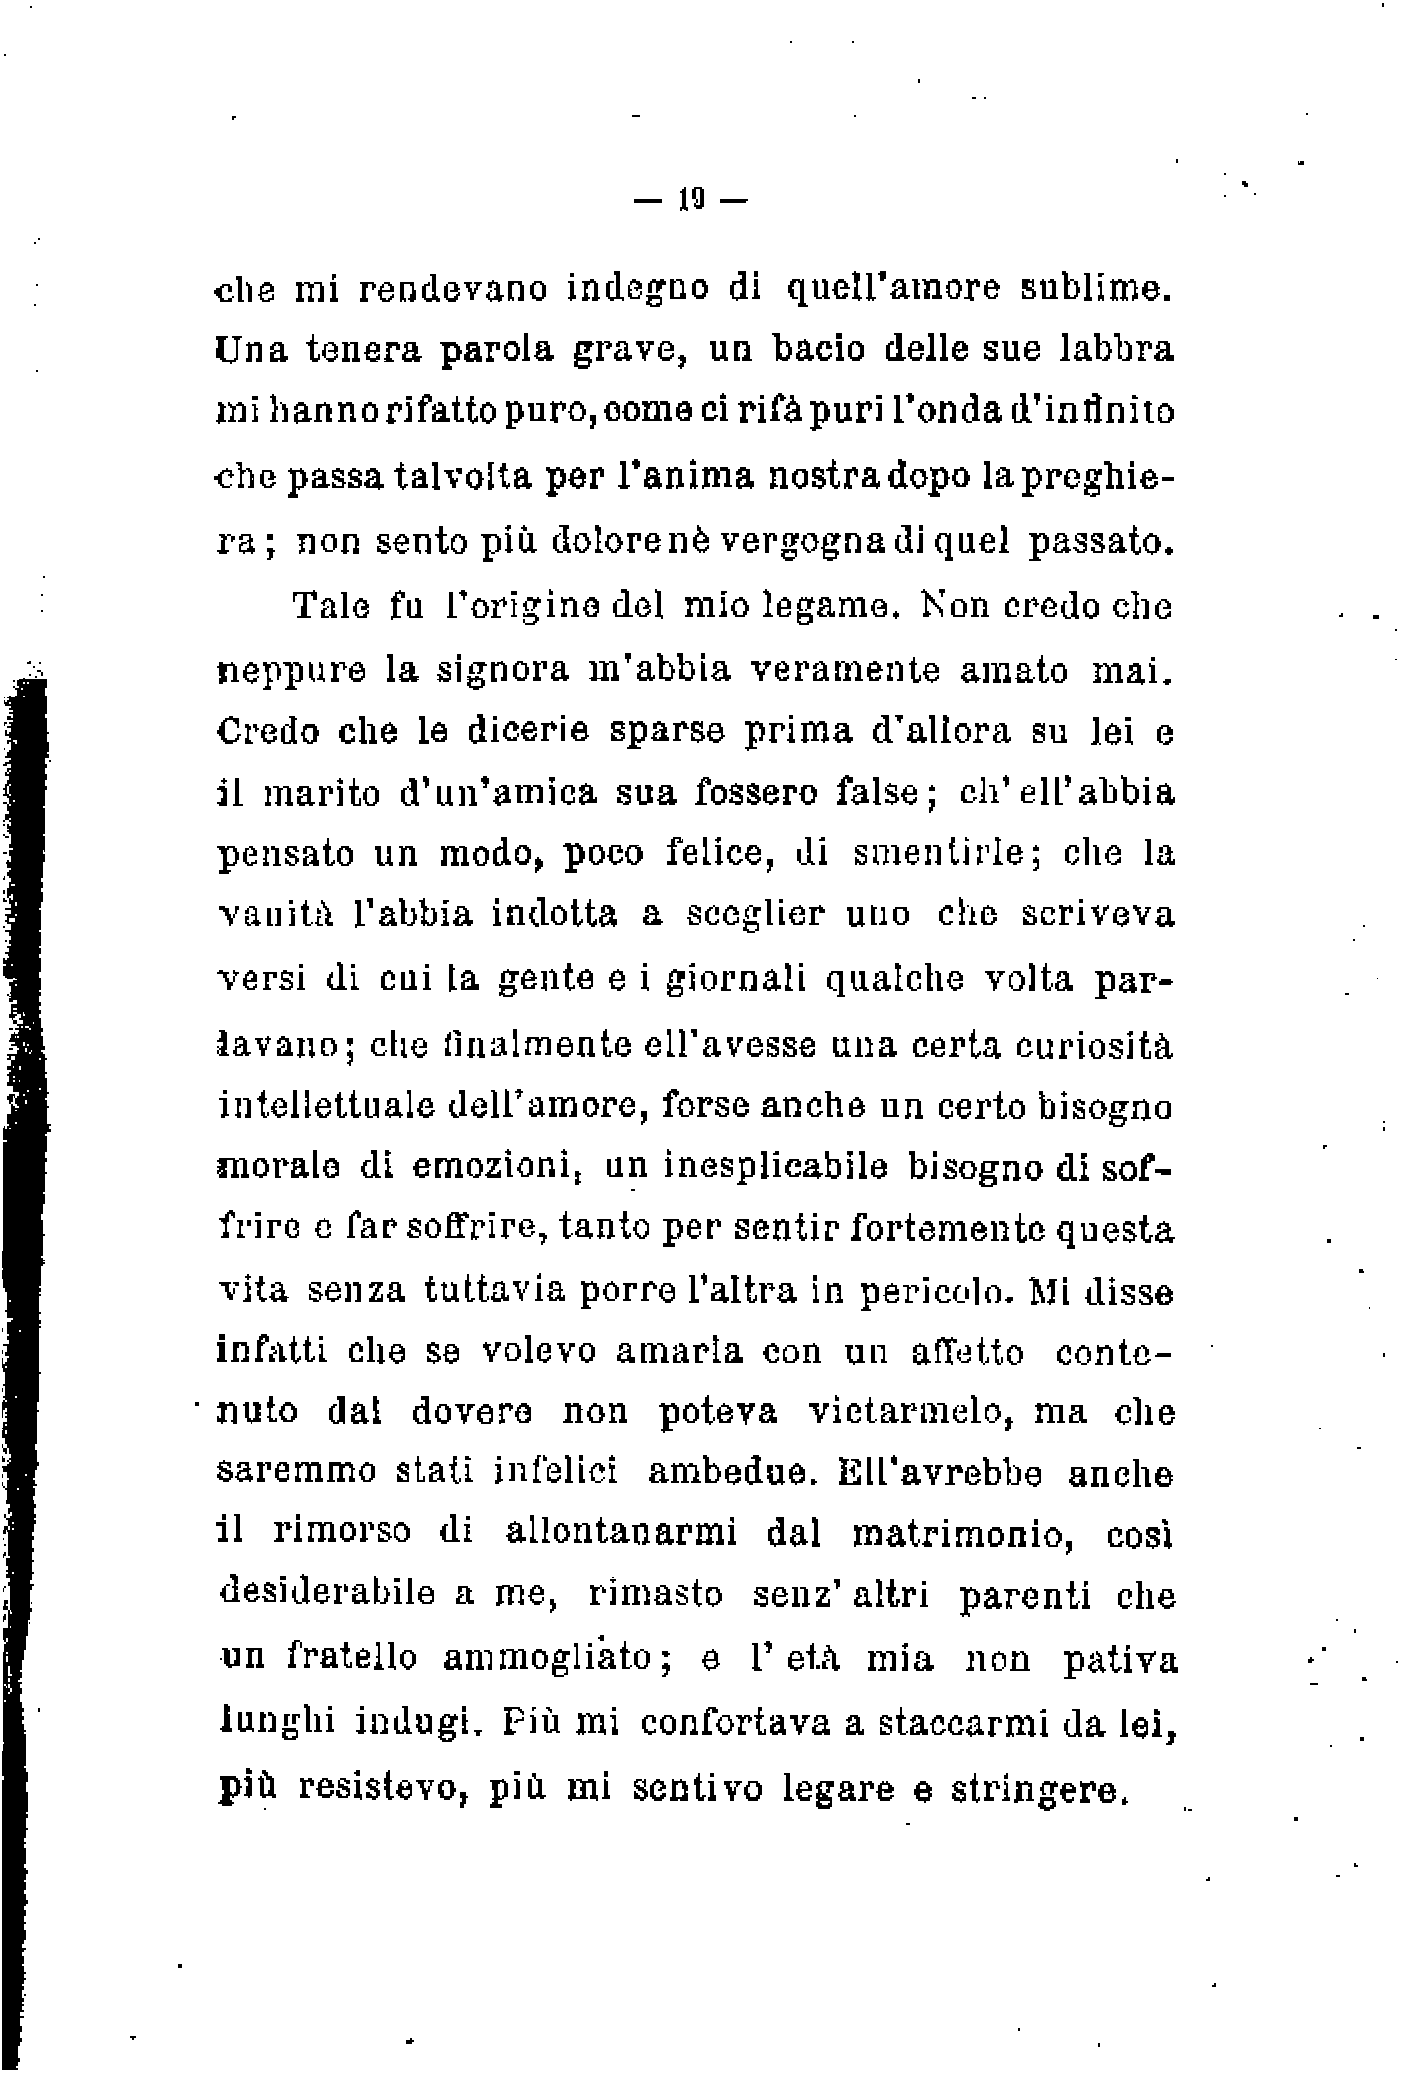 — 19 —
che mi rendevano indegno di quell'amore sublime.
Una tenera parola grave, un bacio delle sue labbra
mi hanno rifatto puro, come ci rifà puri l'onda d'infinito
che passa talvolta per l'anima nostra dopo la preghie-
ra; non sento più dolore nè vergogna di quel passato.
Tale fu l'origine del mio legame. Non credo che
neppure la signora m'abbia veramente amato mai.
Credo che le dicerie sparse prima d'allora su lei e
il marito d'un'amica sua fossero false; ch' ell'abbia
pensato un modo, poco felice, di smentirle; che la
vanità l'abbia indotta a sceglier uno che scriveva
versi di cui la gente e i giornali qualche volta par-
lavano; che finalmente ell'avesse una certa curiosità
intellettuale dell'amore, forse anche un certo bisogno
morale di emozioni, un inesplicabile bisogno di sof-
frire e far soffrire, tanto per sentir fortemente questa
vita senza tuttavia porre l'altra in pericolo. Mi disse
infatti che se volevo amarla con un affetto conte-
nuto dal dovere non poteva vietarmelo, ma che
saremmo stati infelici ambedue. Ell'avrebbe anche
il rimorso di allontanarmi dal matrimonio, così
desiderabile a me, rimasto senz' altri parenti che
un fratello ammogliato; e l' età mia non pativa
lunghi indugi. Più mi confortava a staccarmi da lei,
più resistevo, più mi sentivo legare e stringere.